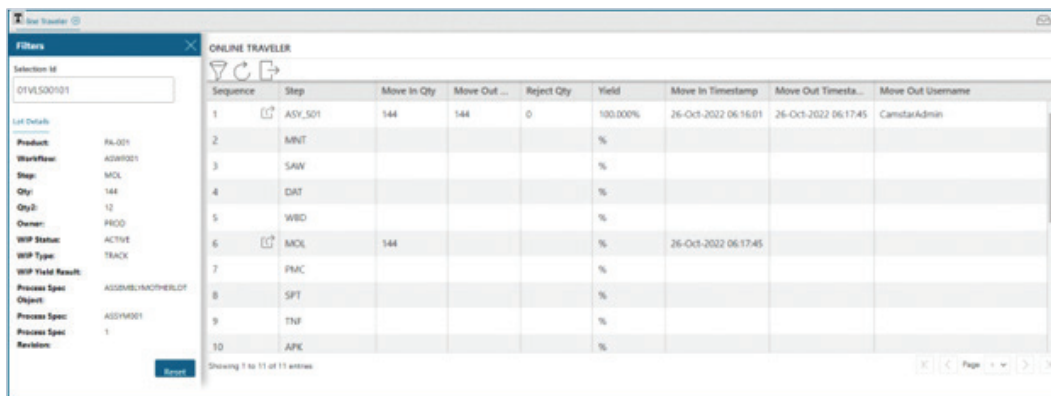 Online Traveler
Filters
Selection Id
01VLS00101
Lot Details
Product: PA-001
Workflow: ASWF001
Step: MOL
Qty: 144
Qty2: 12
Owner: PROD
WIP Status: ACTIVE
WIP Type: TRACK
WIP Yield Result:
Process Spec Object: ASSEMBLYMOTHERLOT
Process Spec: ASSYM001
Process Spec Revision: 1
Reset
ONLINE TRAVELER
Sequence Step Move In Qty Move Out ... Reject Qty Yield Move In Timestamp Move Out Timesta... Move Out Username
1 ASY_S01 144 144 0 100.000% 26-Oct-2022 06:16:01 26-Oct-2022 06:17:45 CamstarAdmin
2 MNT %
3 SAW %
4 DAT %
5 WBD %
6 MOL 144 % 26-Oct-2022 06:17:45
7 PMC %
8 SPT %
9 TNF %
10 APK %
Showing 1 to 11 of 11 entries
Page